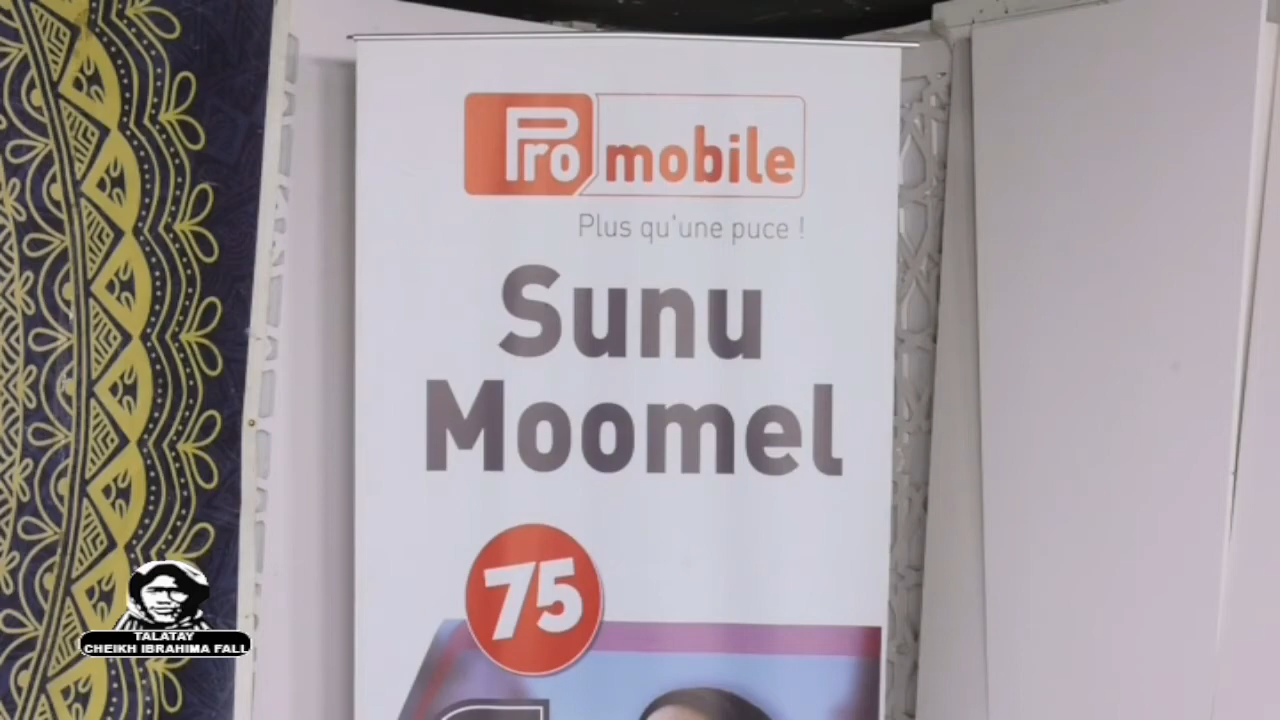 Pro mobile
Plus qu'une puce !
Sunu
Moomel
75
TALATAY
CHEIKH IBRAHIMA FALL